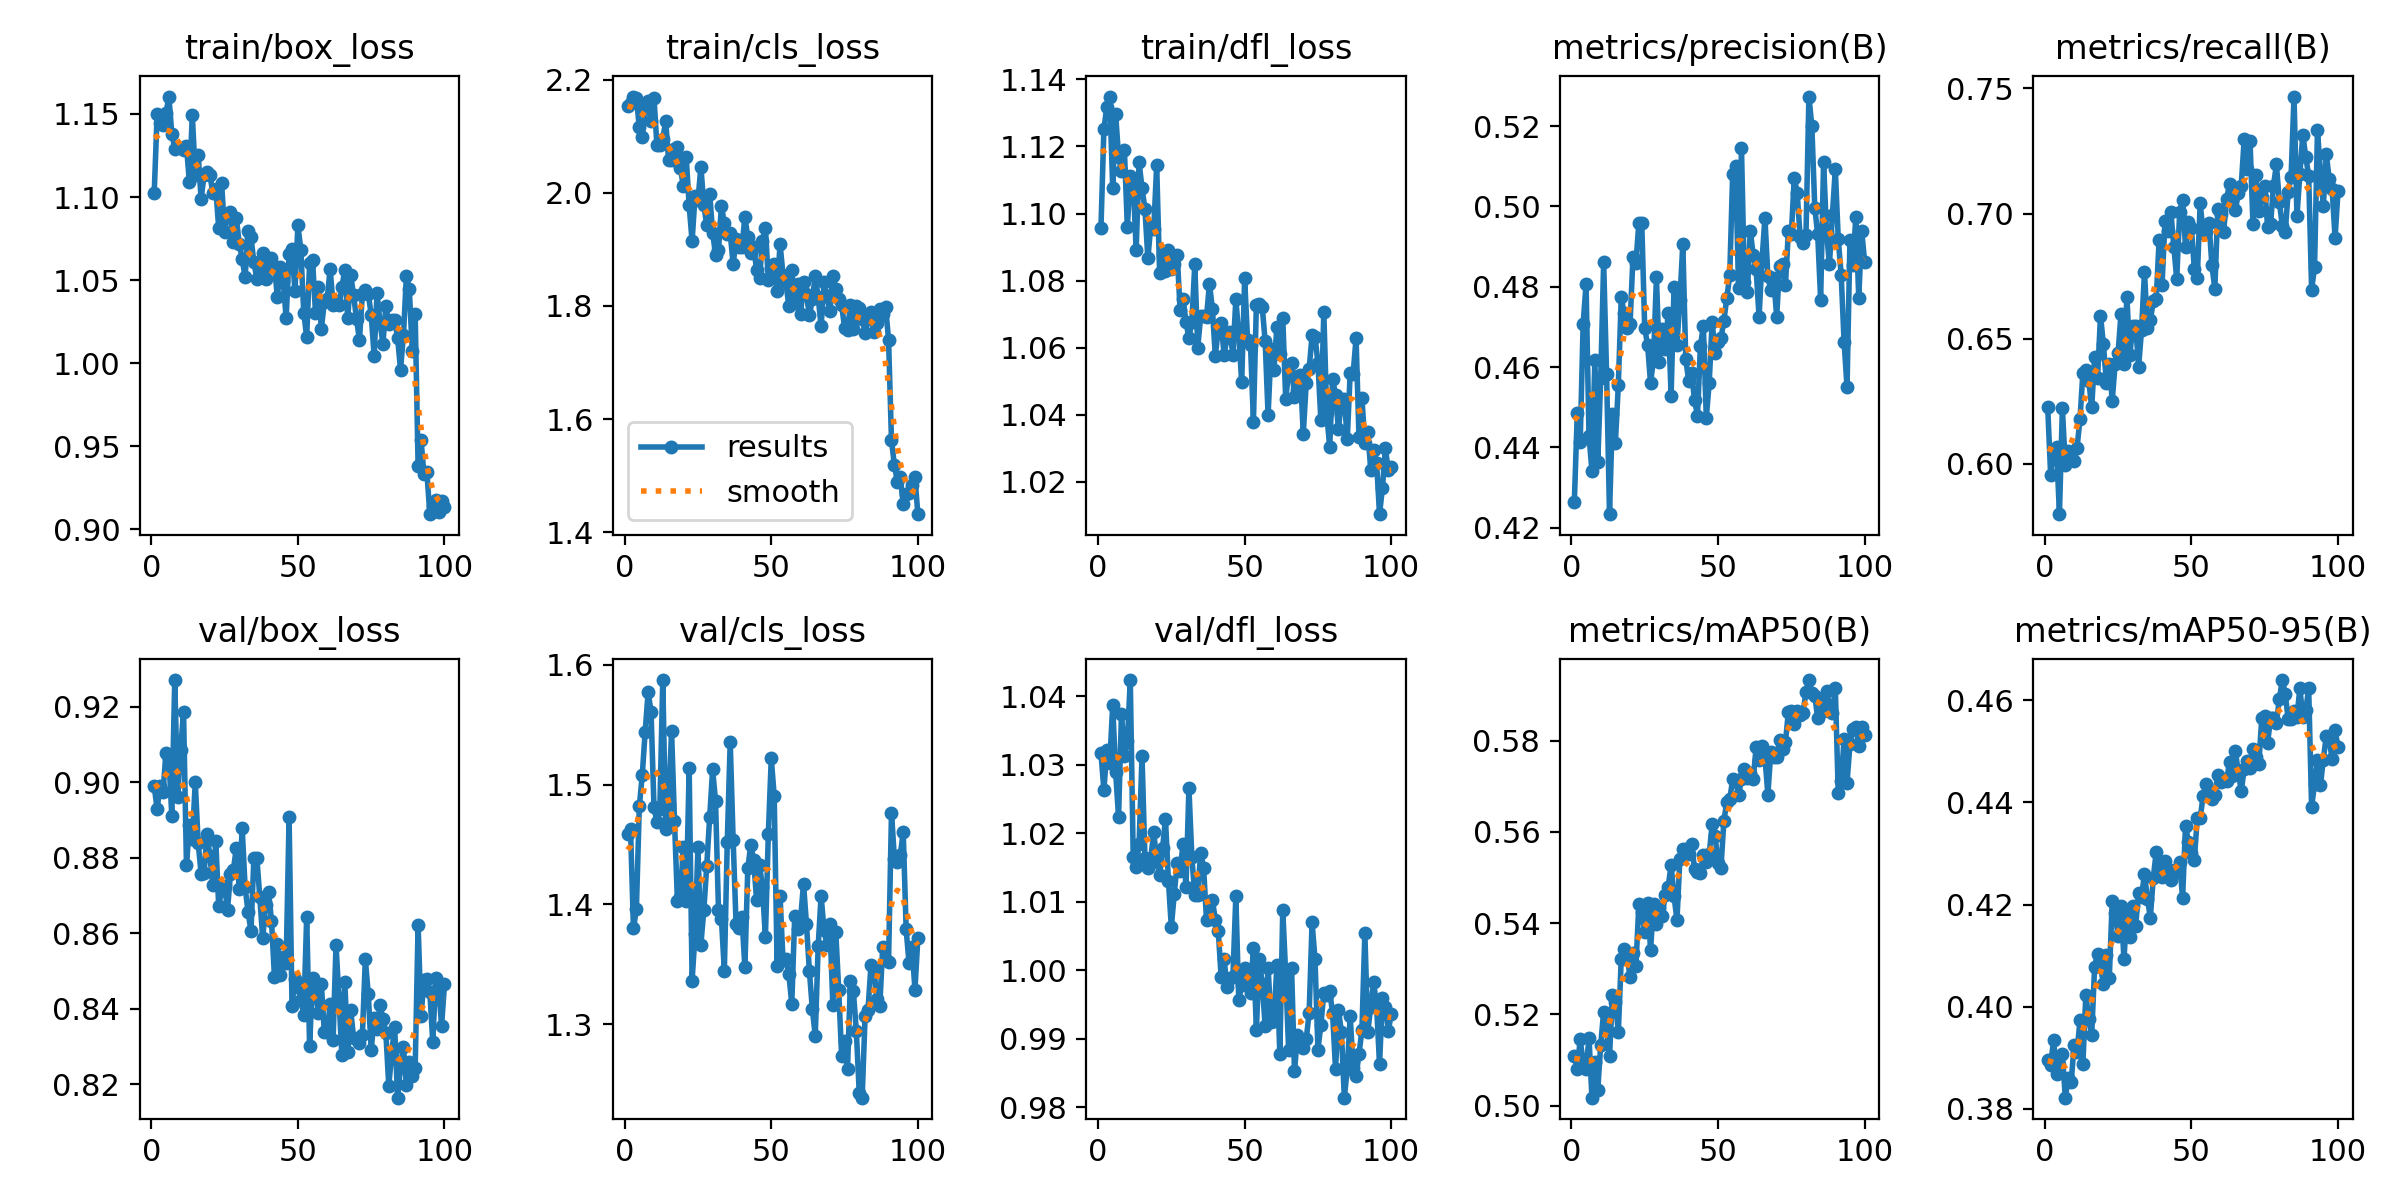 train/box_loss
1.15
1.10
1.05
1.00
0.95
0.90
0 50 100
train/cls_loss
2.2
2.0
1.8
1.6
1.4
results
smooth
0 50 100
train/dfl_loss
1.14
1.12
1.10
1.08
1.06
1.04
1.02
0 50 100
metrics/precision(B)
0.52
0.50
0.48
0.46
0.44
0.42
0 50 100
metrics/recall(B)
0.75
0.70
0.65
0.60
0 50 100
val/box_loss
0.92
0.90
0.88
0.86
0.84
0.82
0 50 100
val/cls_loss
1.6
1.5
1.4
1.3
0 50 100
val/dfl_loss
1.04
1.03
1.02
1.01
1.00
0.99
0.98
0 50 100
metrics/mAP50(B)
0.58
0.56
0.54
0.52
0.50
0 50 100
metrics/mAP50-95(B)
0.46
0.44
0.42
0.40
0.38
0 50 100